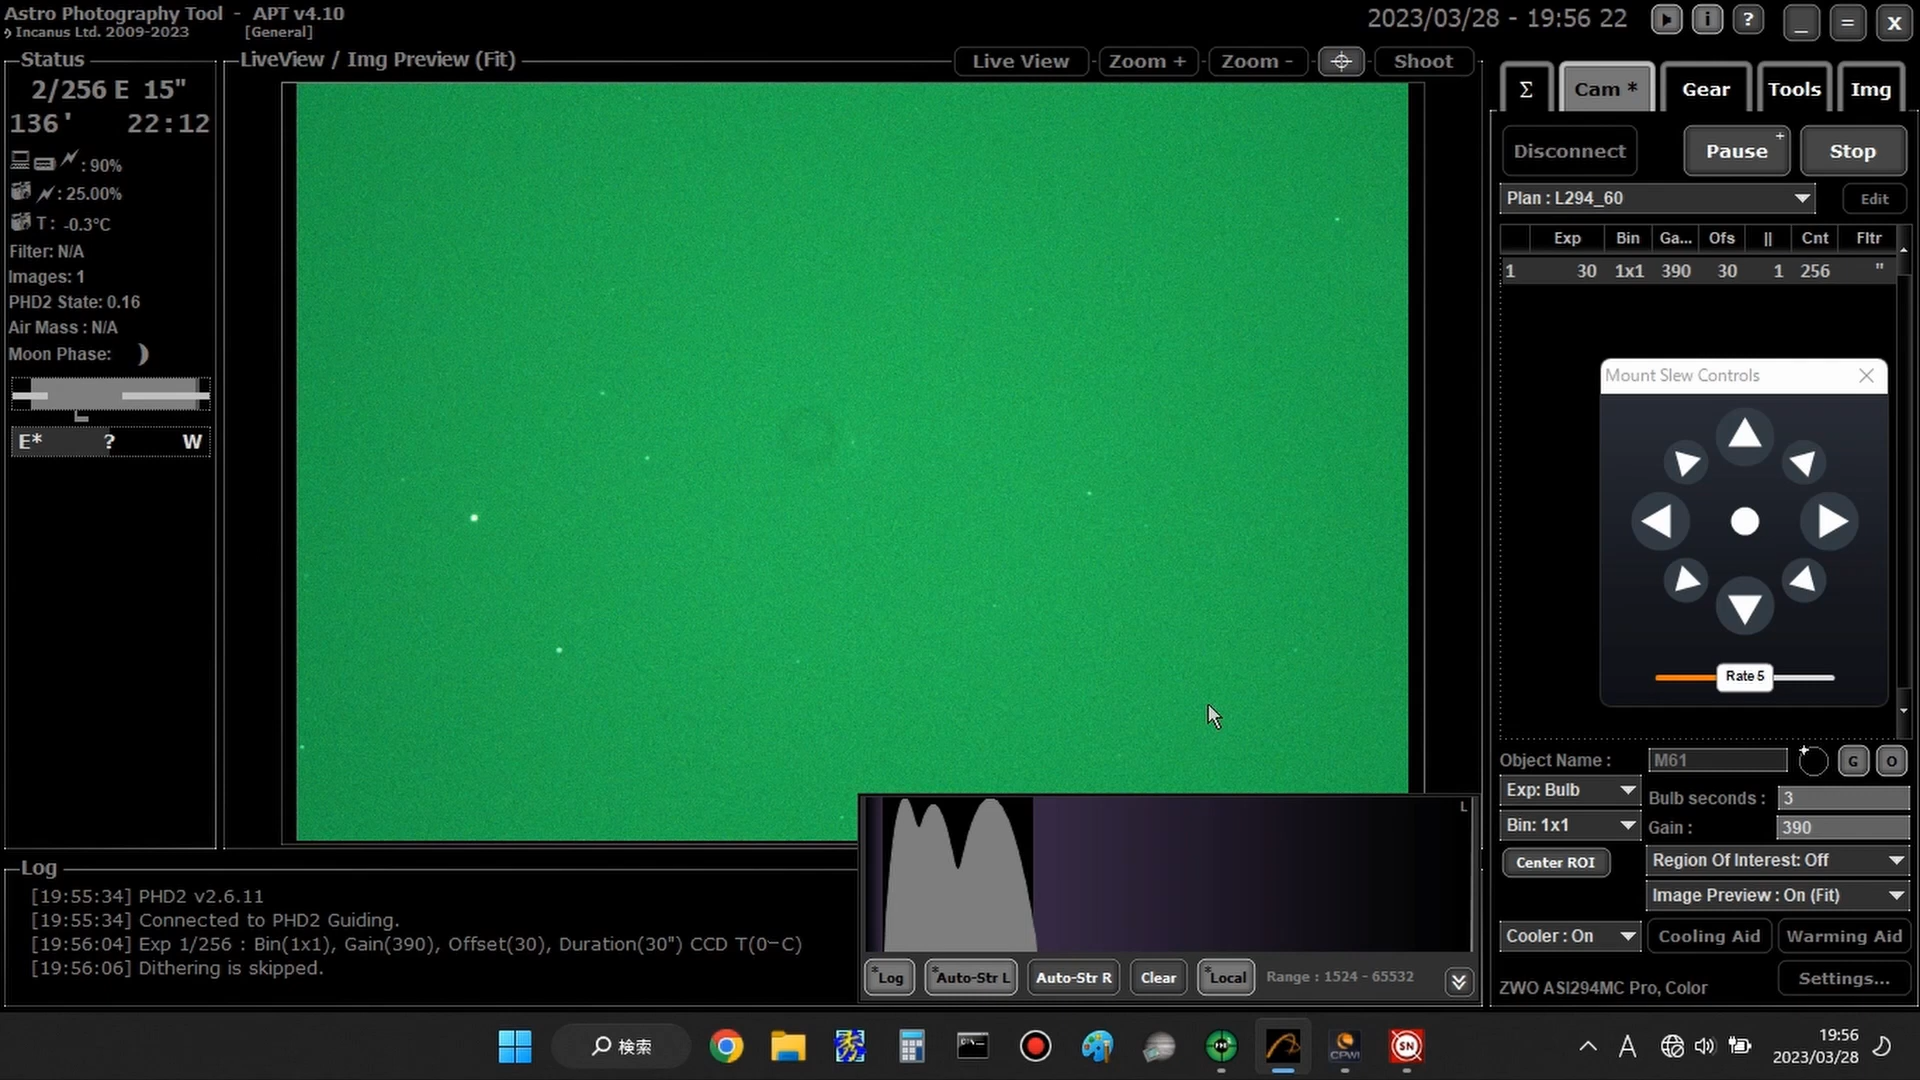 Astro Photography Tool - APT v4.10
Incanus Ltd. 2009-2023 [General]
2023/03/28 - 19:56 22
i
?
_
=
X
Status
2/256 E 15"
136' 22:12
: 90%
: 25.00%
T : -0.3°C
Filter: N/A
Images: 1
PHD2 State: 0.16
Air Mass : N/A
Moon Phase:
E* ? W
LiveView / Img Preview (Fit)
Live View
Zoom +
Zoom -
Shoot
Σ
Cam *
Gear
Tools
Img
Disconnect
Pause +
Stop
Plan : L294_60
Edit
Exp Bin Ga... Ofs || Cnt Fltr
1 30 1x1 390 30 1 256 "
Mount Slew Controls
Rate 5
Object Name : M61 G O
Exp: Bulb
Bulb seconds : 3
Bin: 1x1
Gain : 390
Center ROI
Region Of Interest: Off
Image Preview : On (Fit)
Cooler : On
Cooling Aid
Warming Aid
ZWO ASI294MC Pro, Color
Settings...
Log
[19:55:34] PHD2 v2.6.11
[19:55:34] Connected to PHD2 Guiding.
[19:56:04] Exp 1/256 : Bin(1x1), Gain(390), Offset(30), Duration(30") CCD T(0~C)
[19:56:06] Dithering is skipped.
L
*Log
*Auto-Str L
Auto-Str R
Clear
*Local
Range : 1524 - 65532
検索
CPWI
SN
A
19:56
2023/03/28